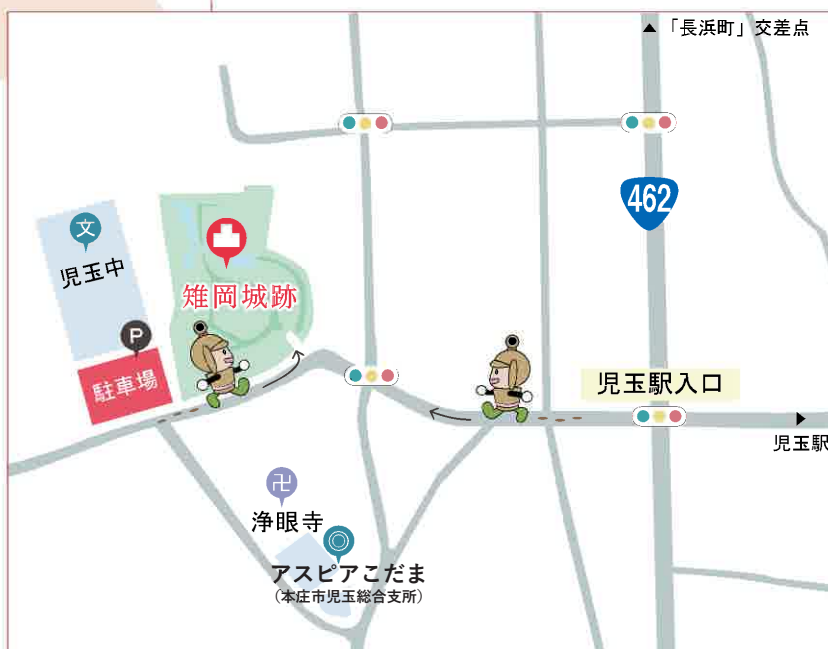 ▲「長浜町」交差点
462
文
児玉中
雉岡城跡
P
駐車場
児玉駅入口
児玉駅
卍
浄眼寺
アスピアこだま
（本庄市児玉総合支所）